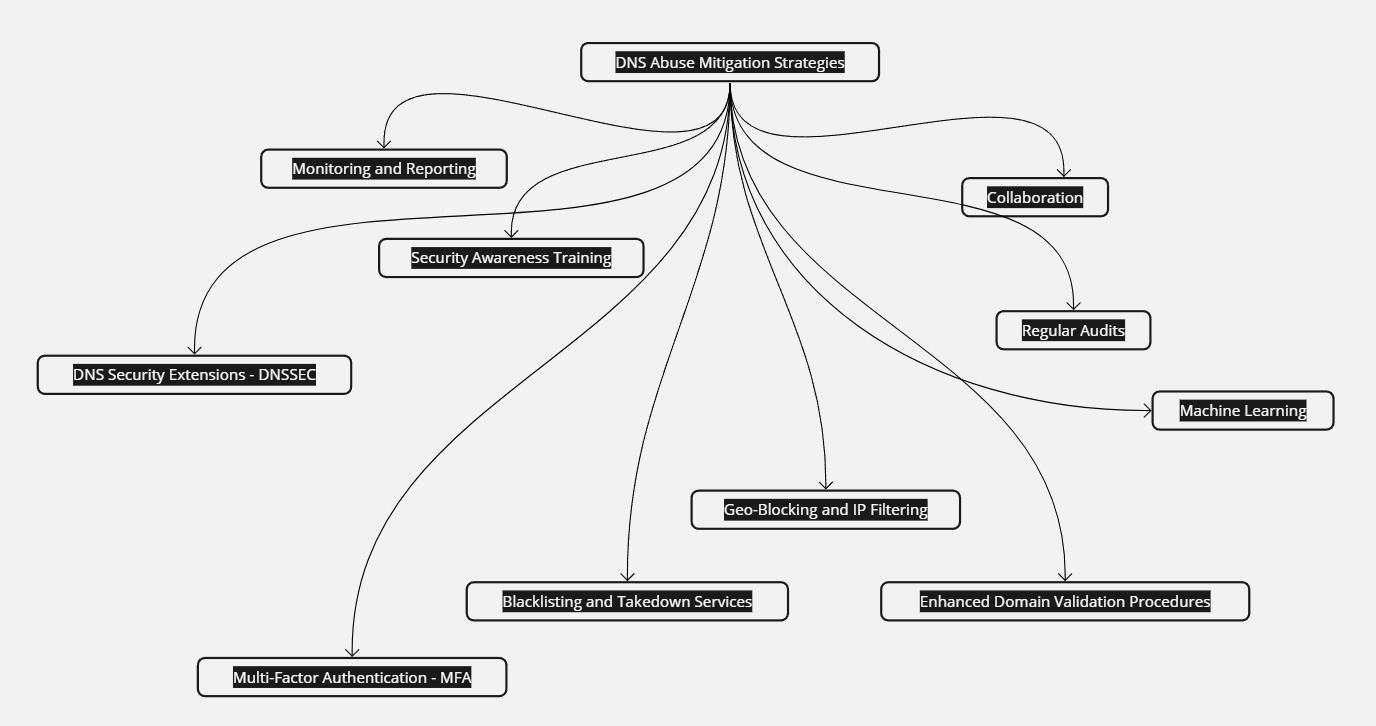 DNS Abuse Mitigation Strategies
Monitoring and Reporting
Collaboration
Security Awareness Training
Regular Audits
DNS Security Extensions - DNSSEC
Machine Learning
Geo-Blocking and IP Filtering
Blacklisting and Takedown Services
Enhanced Domain Validation Procedures
Multi-Factor Authentication - MFA